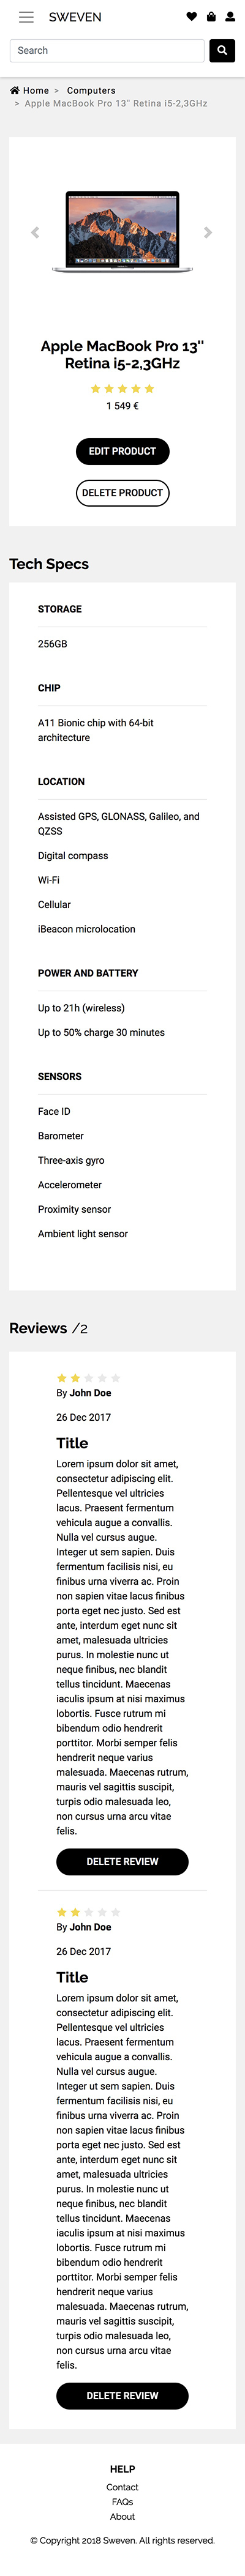 SWEVEN
Search
Home > Computers
> Apple MacBook Pro 13" Retina i5-2,3GHz
Apple MacBook Pro 13''
Retina i5-2,3GHz
1 549 €
EDIT PRODUCT
DELETE PRODUCT
Tech Specs
STORAGE
256GB
CHIP
A11 Bionic chip with 64-bit
architecture
LOCATION
Assisted GPS, GLONASS, Galileo, and
QZSS
Digital compass
Wi-Fi
Cellular
iBeacon microlocation
POWER AND BATTERY
Up to 21h (wireless)
Up to 50% charge 30 minutes
SENSORS
Face ID
Barometer
Three-axis gyro
Accelerometer
Proximity sensor
Ambient light sensor
Reviews /2
By John Doe
26 Dec 2017
Title
Lorem ipsum dolor sit amet,
consectetur adipiscing elit.
Pellentesque vel ultricies
lacus. Praesent fermentum
vehicula augue a convallis.
Nulla vel cursus augue.
Integer ut sem sapien. Duis
fermentum facilisis nisi, eu
finibus urna viverra ac. Proin
non sapien vitae lacus finibus
porta eget nec justo. Sed est
ante, interdum eget nunc sit
amet, malesuada ultricies
purus. In molestie nunc ut
neque finibus, nec blandit
tellus tincidunt. Maecenas
iaculis ipsum at nisi maximus
lobortis. Fusce rutrum mi
bibendum odio hendrerit
porttitor. Morbi semper felis
hendrerit neque varius
malesuada. Maecenas rutrum,
mauris vel sagittis suscipit,
turpis odio malesuada leo,
non cursus urna arcu vitae
felis.
DELETE REVIEW
By John Doe
26 Dec 2017
Title
Lorem ipsum dolor sit amet,
consectetur adipiscing elit.
Pellentesque vel ultricies
lacus. Praesent fermentum
vehicula augue a convallis.
Nulla vel cursus augue.
Integer ut sem sapien. Duis
fermentum facilisis nisi, eu
finibus urna viverra ac. Proin
non sapien vitae lacus finibus
porta eget nec justo. Sed est
ante, interdum eget nunc sit
amet, malesuada ultricies
purus. In molestie nunc ut
neque finibus, nec blandit
tellus tincidunt. Maecenas
iaculis ipsum at nisi maximus
lobortis. Fusce rutrum mi
bibendum odio hendrerit
porttitor. Morbi semper felis
hendrerit neque varius
malesuada. Maecenas rutrum,
mauris vel sagittis suscipit,
turpis odio malesuada leo,
non cursus urna arcu vitae
felis.
DELETE REVIEW
HELP
Contact
FAQs
About
© Copyright 2018 Sweven. All rights reserved.